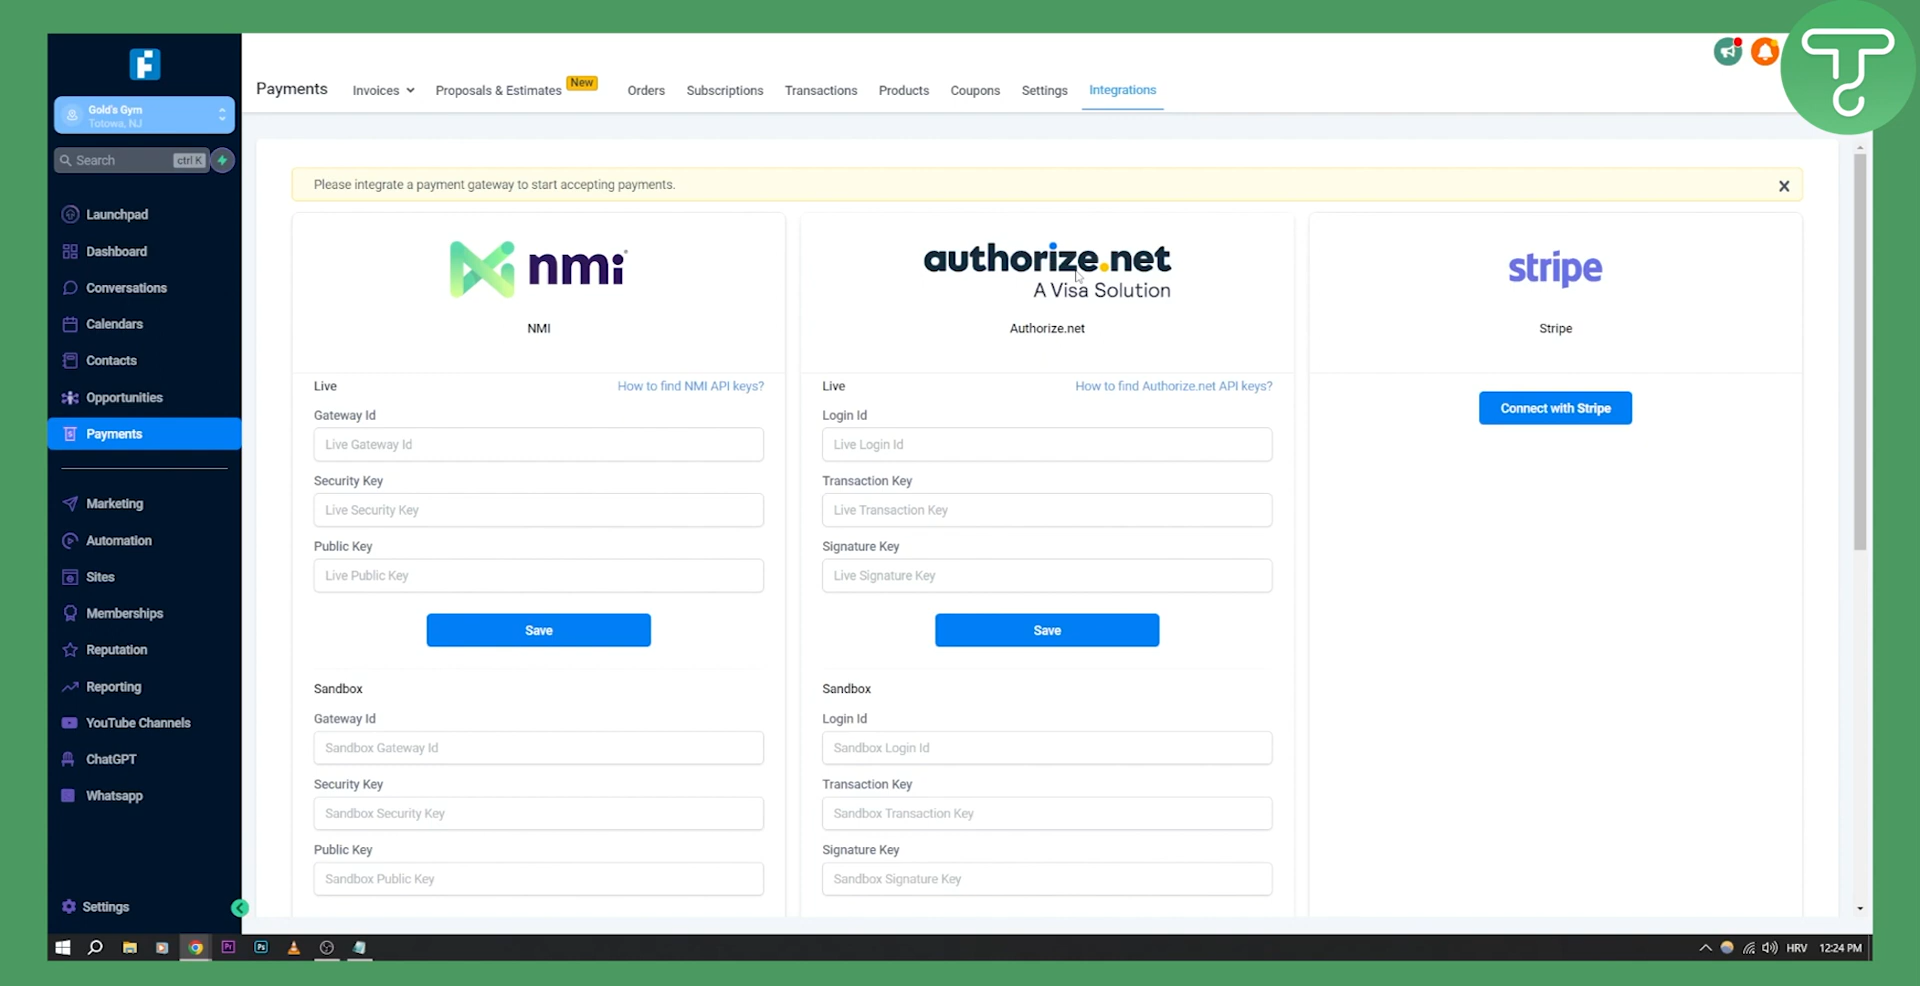 Gold's Gym
Totowa, NJ
Search
ctrl K
Launchpad
Dashboard
Conversations
Calendars
Contacts
Opportunities
Payments
Marketing
Automation
Sites
Memberships
Reputation
Reporting
YouTube Channels
ChatGPT
Whatsapp
Settings
Payments
Invoices
Proposals & Estimates
New
Orders
Subscriptions
Transactions
Products
Coupons
Settings
Integrations
Please integrate a payment gateway to start accepting payments.
nmi
NMI
Live
How to find NMI API keys?
Gateway Id
Live Gateway Id
Security Key
Live Security Key
Public Key
Live Public Key
Save
Sandbox
Gateway Id
Sandbox Gateway Id
Security Key
Sandbox Security Key
Public Key
Sandbox Public Key
authorize.net
A Visa Solution
Authorize.net
Live
How to find Authorize.net API keys?
Login Id
Live Login Id
Transaction Key
Live Transaction Key
Signature Key
Live Signature Key
Save
Sandbox
Login Id
Sandbox Login Id
Transaction Key
Sandbox Transaction Key
Signature Key
Sandbox Signature Key
stripe
Stripe
Connect with Stripe
Pr
Ps
HRV
12:24 PM